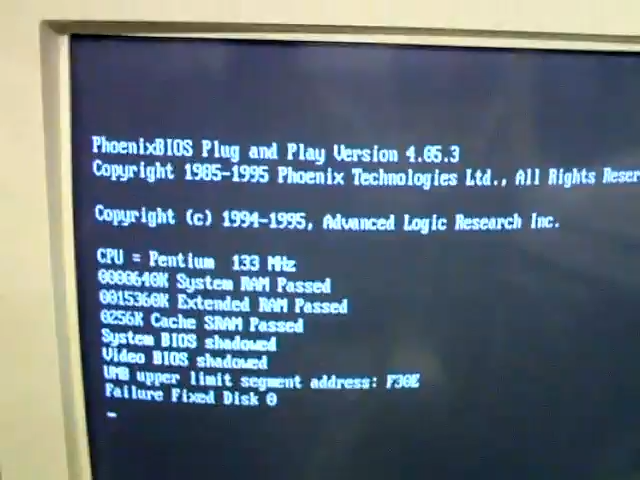 PhoenixBIOS Plug and Play Version 4.05.3
Copyright 1985-1995 Phoenix Technologies Ltd., All Rights Reser
Copyright (c) 1994-1995, Advanced Logic Research Inc.
CPU = Pentium 133 MHz
0000640K System RAM Passed
0015360K Extended RAM Passed
0256K Cache SRAM Passed
System BIOS shadowed
Video BIOS shadowed
UMB upper limit segment address: F30E
Failure Fixed Disk 0